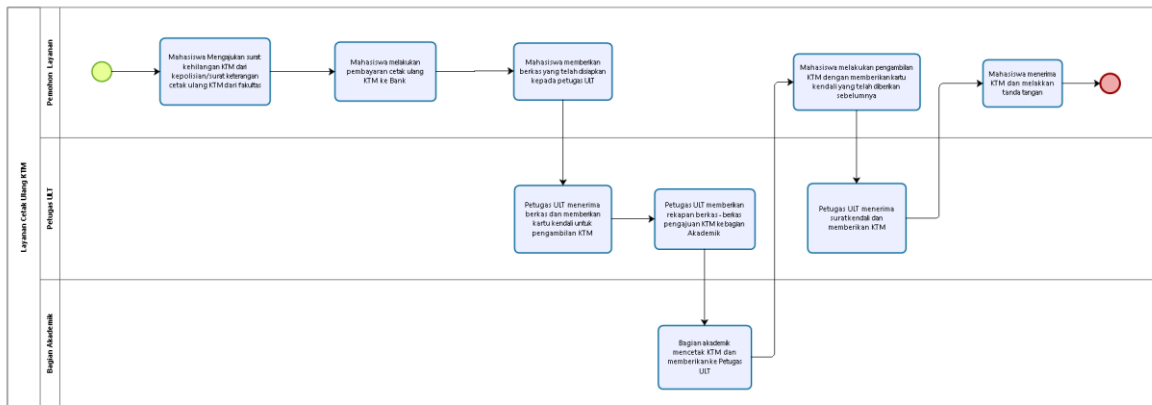 Layanan Cetak Ulang KTM
Pemohon Layanan
Mahasiswa Mengajukan surat
kehilangan KTM dari
kepolisian/surat keterangan
cetak ulang KTM dari fakultas
Mahasiswa melakukan
pembayaran cetak ulang
KTM ke Bank
Mahasiswa memberikan
berkas yang telah disiapkan
kepada petugas ULT
Mahasiswa melakukan pengambilan
KTM dengan memberikan kartu
kendali yang telah diberikan
sebelumnya
Mahasiswa menerima
KTM dan melakkan
tanda tangan
Petugas ULT
Petugas ULT menerima
berkas dan memberikan
kartu kendali untuk
pengambilan KTM
Petugas ULT memberikan
rekapan berkas - berkas
pengajuan KTM kebagian
Akademik
Petugas ULT menerima
surat kendali dan
memberikan KTM
Bagian Akademik
Bagian akademik
mencetak KTM dan
memberikan ke Petugas
ULT